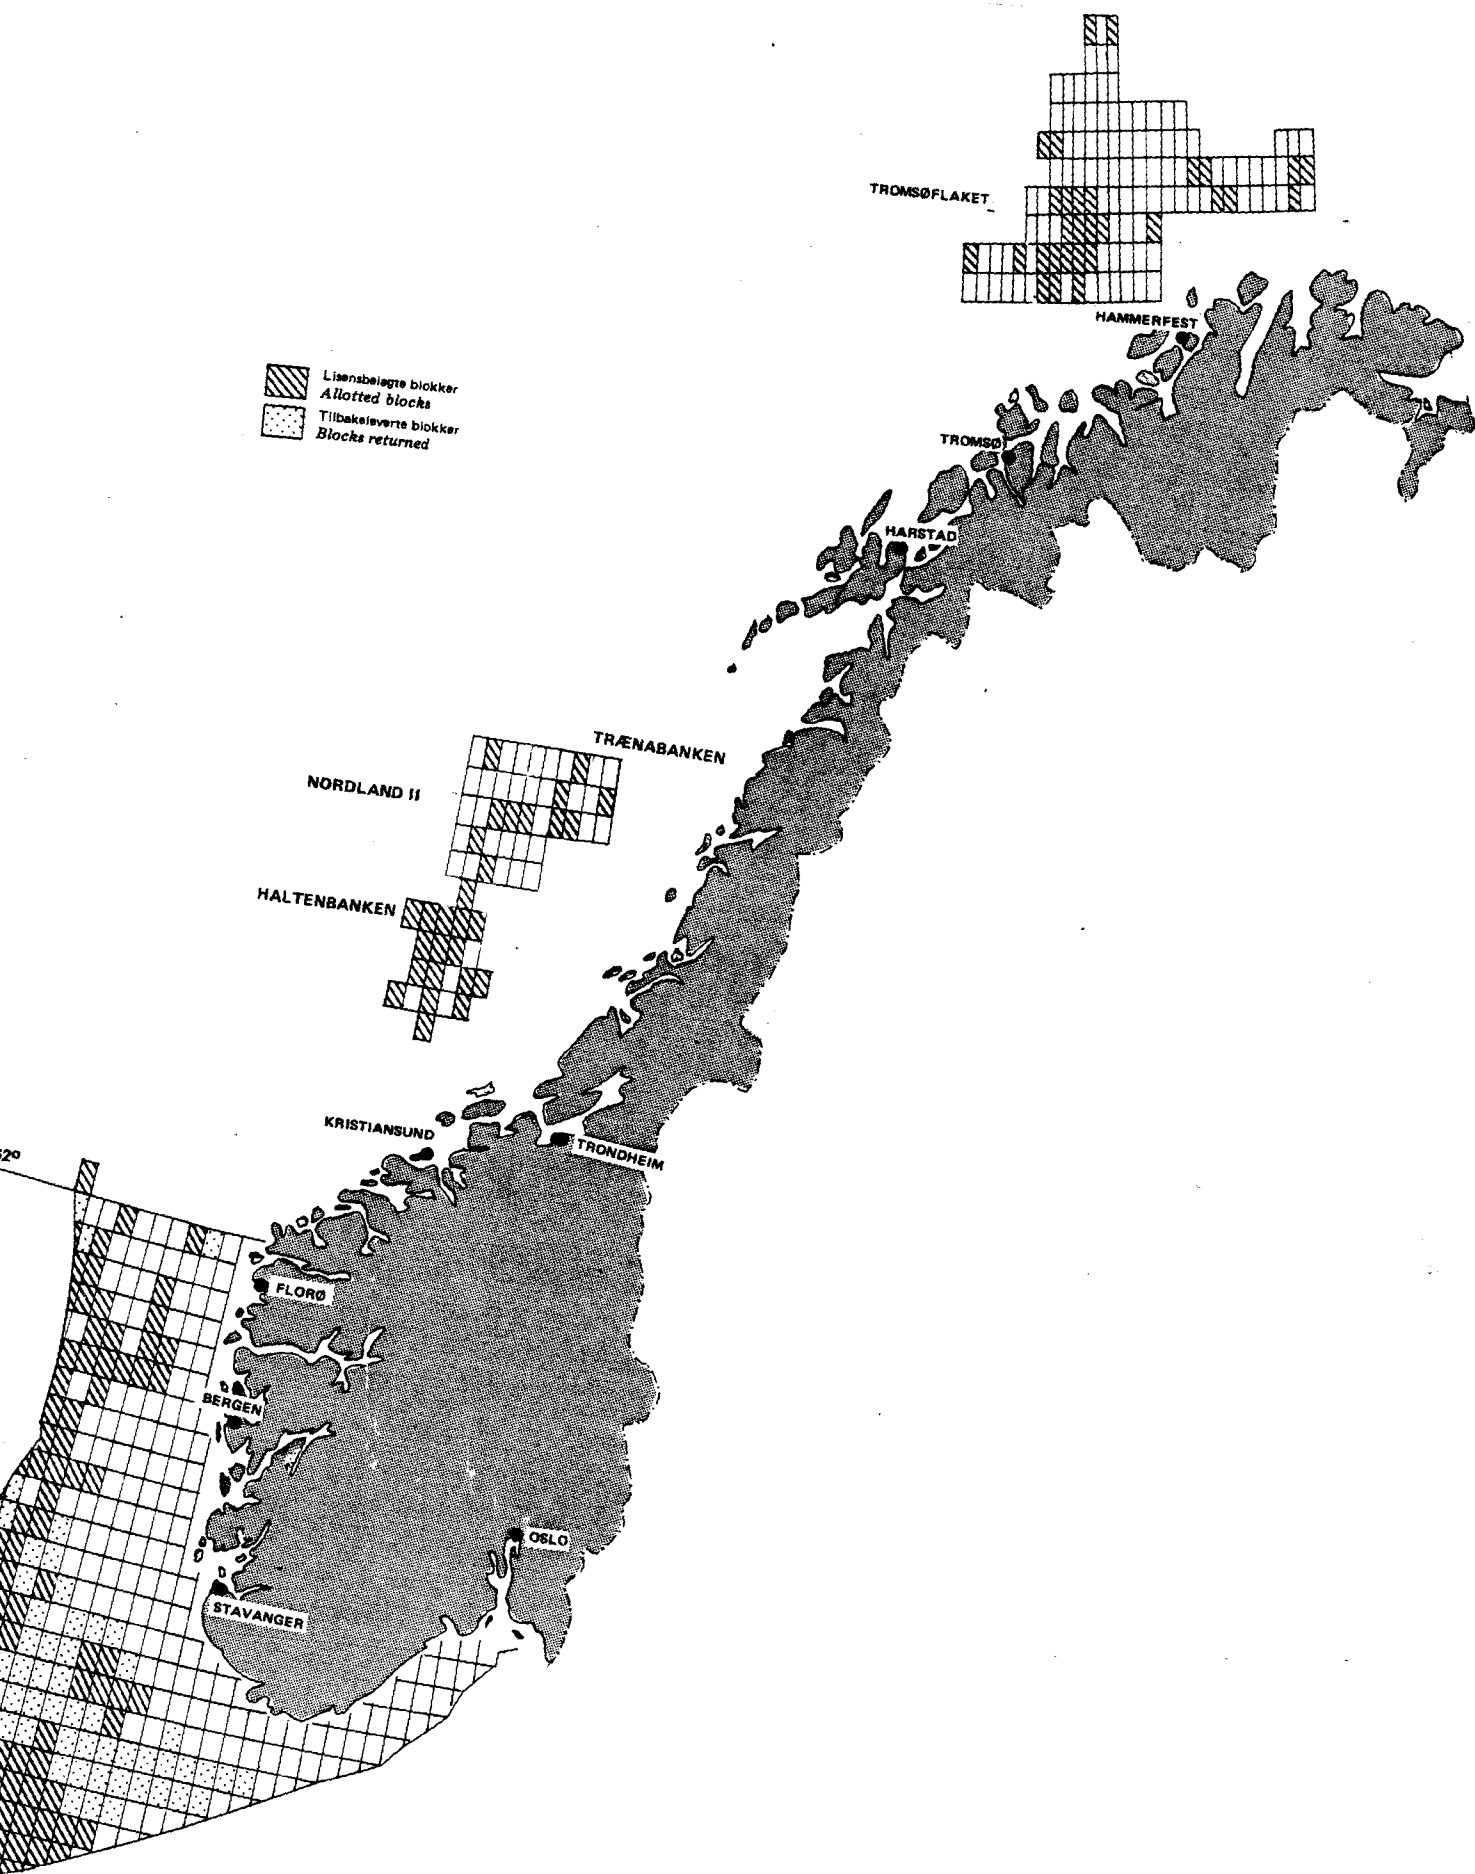 TROMSØFLAKET
HAMMERFEST
Lisensbelagte blokker
Allotted blocks
Tilbakeleverte blokker
Blocks returned
TROMSØ
HARSTAD
TRÆNABANKEN
NORDLAND II
HALTENBANKEN
KRISTIANSUND
TRONDHEIM
FLORØ
BERGEN
OSLO
STAVANGER